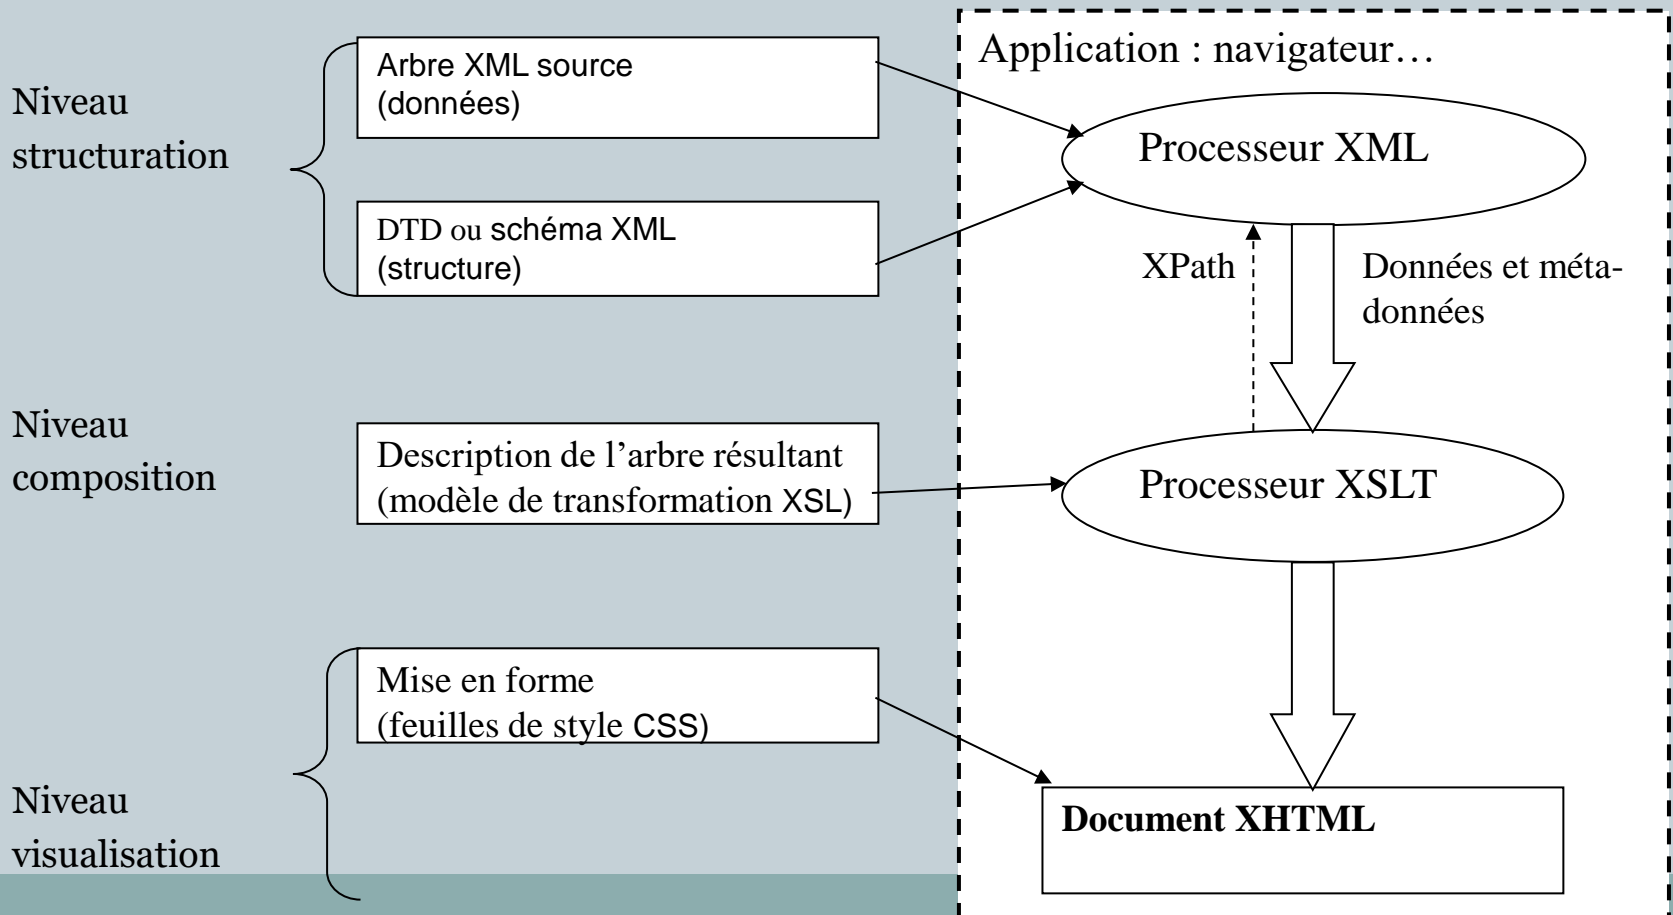 Application : navigateur…
Niveau
structuration
Arbre XML source
(données)
Processeur XML
DTD ou schéma XML
(structure)
XPath
Données et méta-
données
Niveau
composition
Description de l’arbre résultant
(modèle de transformation XSL)
Processeur XSLT
Mise en forme
(feuilles de style CSS)
Niveau
visualisation
Document XHTML